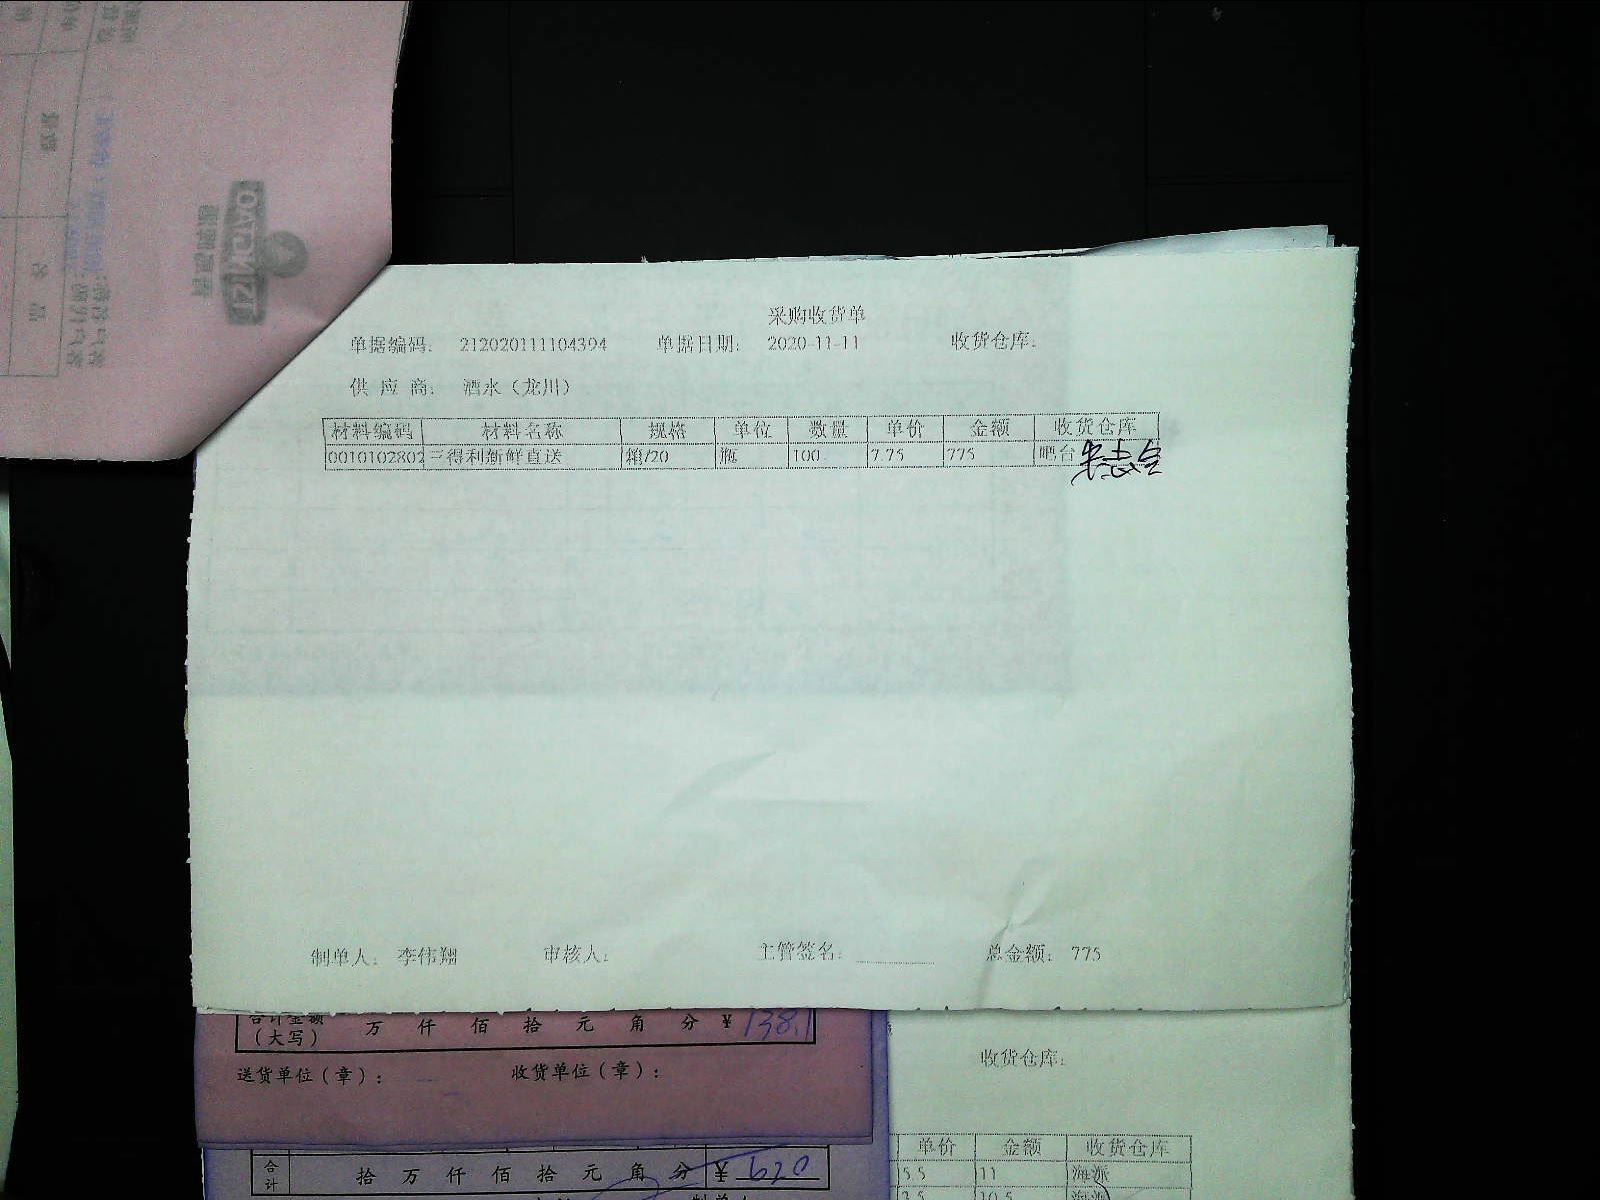 采购收货单
单据编码： 212020111104394 单据日期： 2020-11-11 收货仓库：
供 应 商： 酒水（龙川）
材料编码 材料名称 规格 单位 数量 单价 金额 收货仓库
0010102802 三得利新鲜直送 箱/20 瓶 100 7.75 775 吧台
制单人： 李伟翔 审核人： 主管签名： 总金额： 775
合计金额
（大写） 万 仟 佰 拾 元 角 分 ¥ 138.1
送货单位（章）： 收货单位（章）：
收货仓库：
单价 金额 收货仓库
合计 拾 万 仟 佰 拾 元 角 分 ¥ 620
5.5 11 海派
3.5 10.5